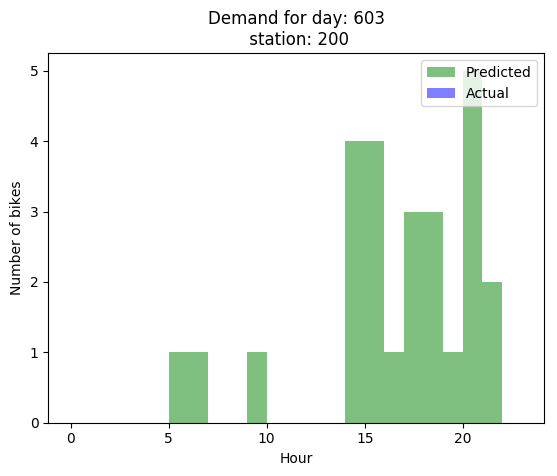 Demand for day: 603
station: 200
Predicted
Actual
5
4
3
2
1
0
Number of bikes
0
5
10
15
20
Hour